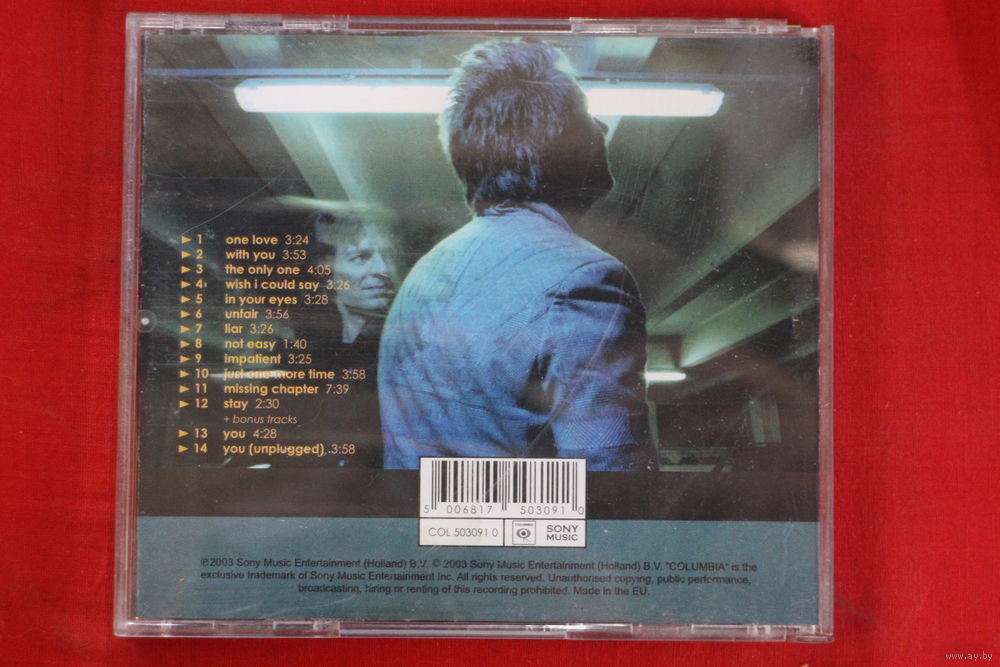 1 one love 3:24
2 with you 3:53
3 the only one 4:05
4 wish i could say 3:26
5 in your eyes 3:28
6 unfair 3:56
7 liar 3:26
8 not easy 1:40
9 impatient 3:25
10 just one more time 3:58
11 missing chapter 7:39
12 stay 2:30
+ bonus tracks
13 you 4:28
14 you (unplugged) 3:58
5 006817 503091 0
COL 503091 0
COLUMBIA
SONY
MUSIC
℗2003 Sony Music Entertainment (Holland) B.V. © 2003 Sony Music Entertainment (Holland) B.V. "COLUMBIA" is the
exclusive trademark of Sony Music Entertainment Inc. All rights reserved. Unauthorised copying, public performance,
broadcasting, hiring or renting of this recording prohibited. Made in the EU.
www.ay.by